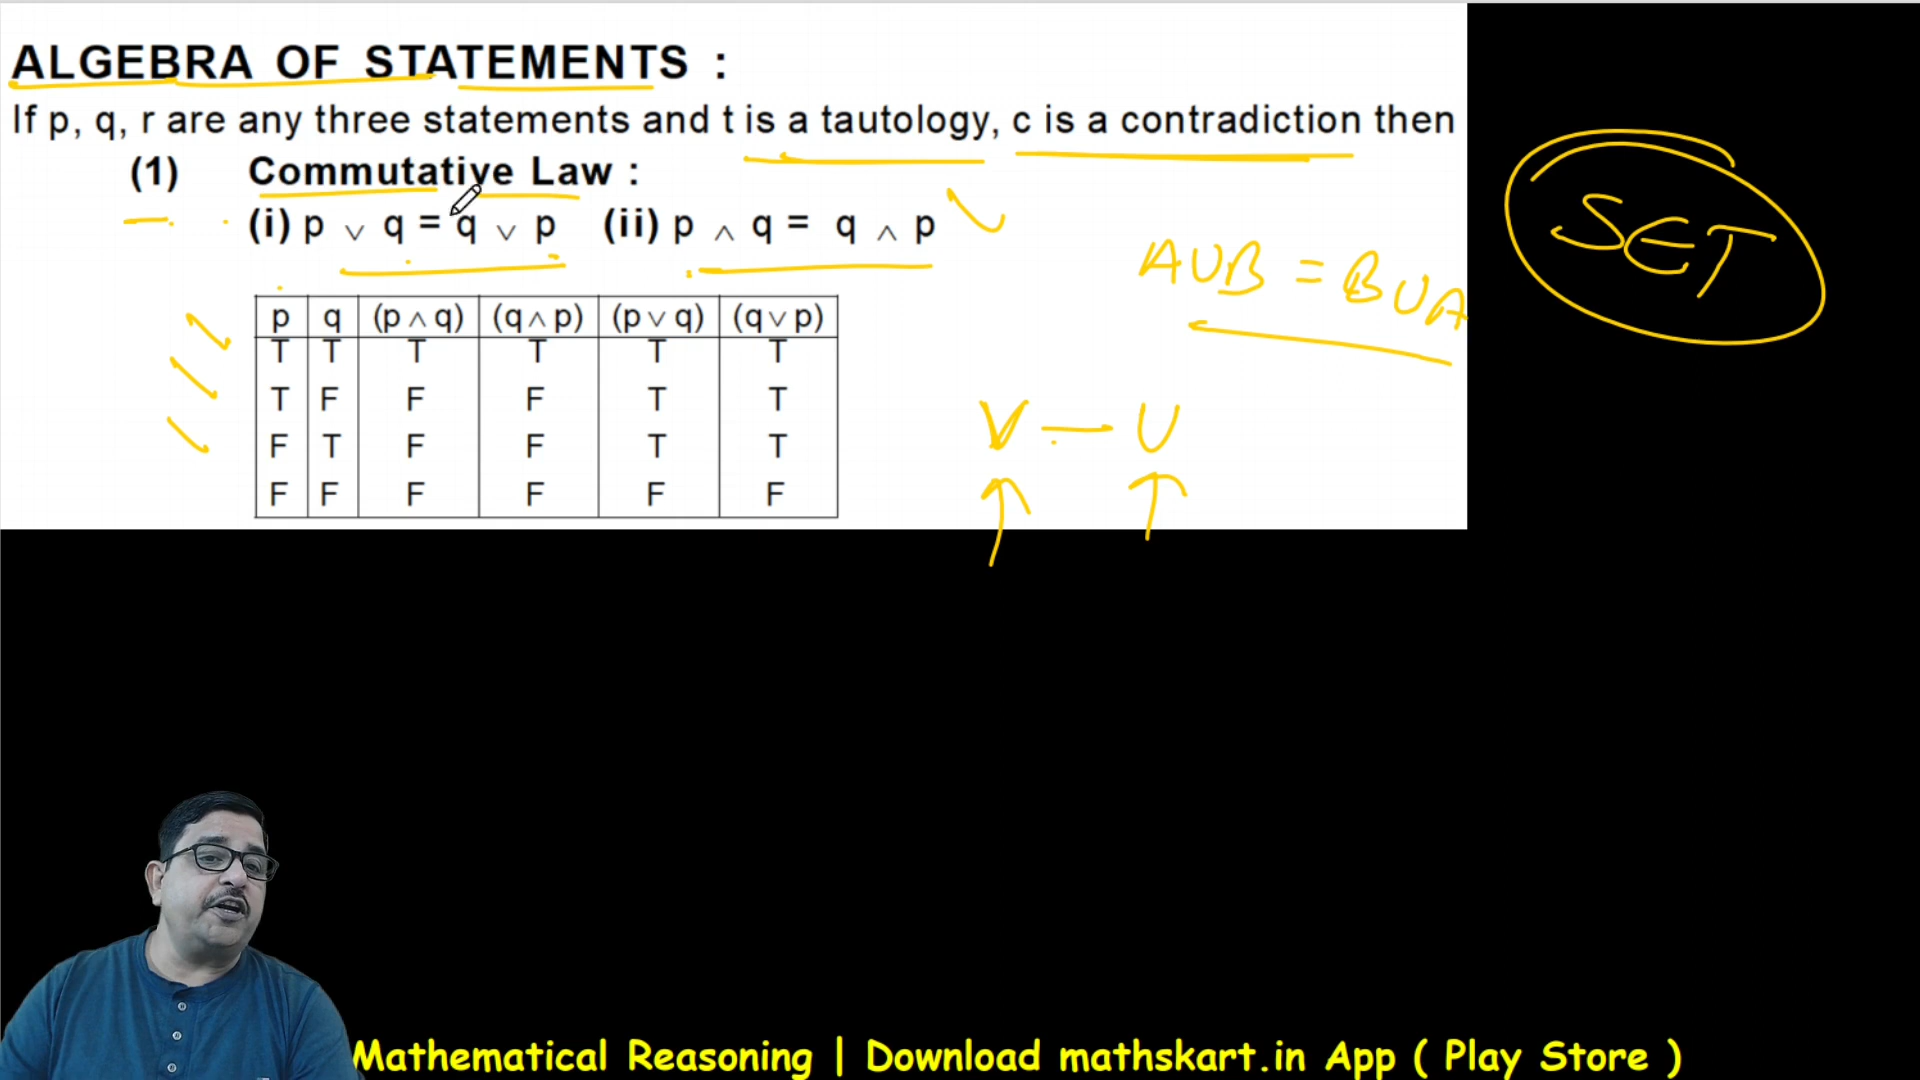 ALGEBRA OF STATEMENTS :
If p, q, r are any three statements and t is a tautology, c is a contradiction then
(1) Commutative Law :
(i) p ∨ q = q ∨ p (ii) p ∧ q = q ∧ p
p q (p ∧ q) (q ∧ p) (p ∨ q) (q ∨ p)
T T T T T T
T F F F T T
F T F F T T
F F F F F F
A∪B = B∪A
V — U
SET
Mathematical Reasoning | Download mathskart.in App ( Play Store )